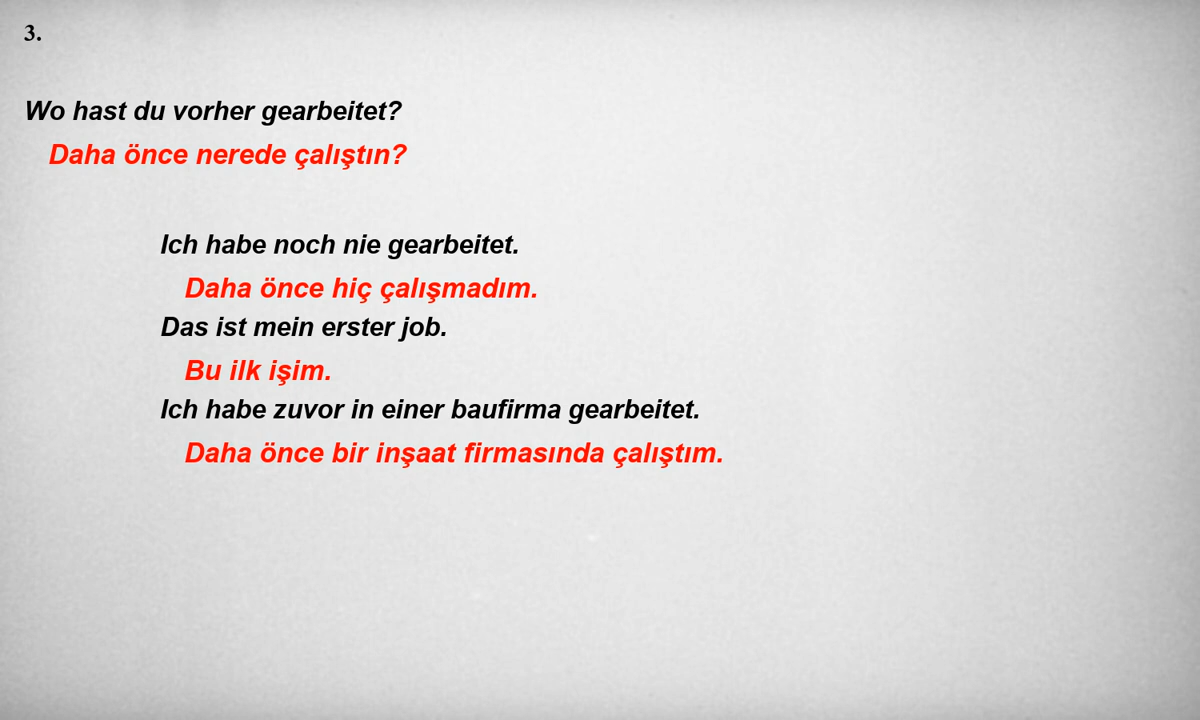 3.
Wo hast du vorher gearbeitet?
Daha önce nerede çalıştın?
Ich habe noch nie gearbeitet.
Daha önce hiç çalışmadım.
Das ist mein erster job.
Bu ilk işim.
Ich habe zuvor in einer baufirma gearbeitet.
Daha önce bir inşaat firmasında çalıştım.